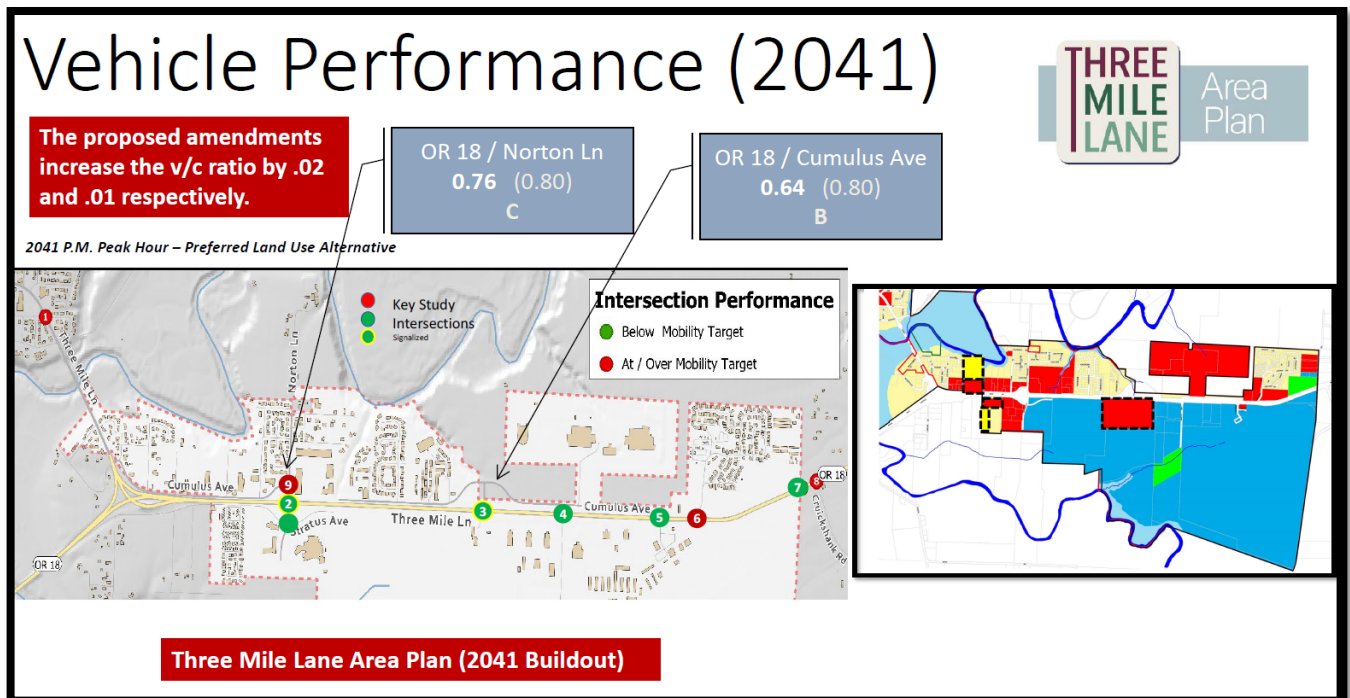 Vehicle Performance (2041)
THREE
MILE
LANE
Area
Plan
The proposed amendments
increase the v/c ratio by .02
and .01 respectively.
OR 18 / Norton Ln
0.76 (0.80)
C
OR 18 / Cumulus Ave
0.64 (0.80)
B
2041 P.M. Peak Hour – Preferred Land Use Alternative
1
Three Mile Ln
Norton Ln
Key Study
Intersections
Signalized
Intersection Performance
Below Mobility Target
At / Over Mobility Target
Cumulus Ave
9
2
Stratus Ave
Three Mile Ln
3
4
Cumulus Ave
5
6
7
8
OR 18
Cruickshank Rd
OR 18
Three Mile Lane Area Plan (2041 Buildout)